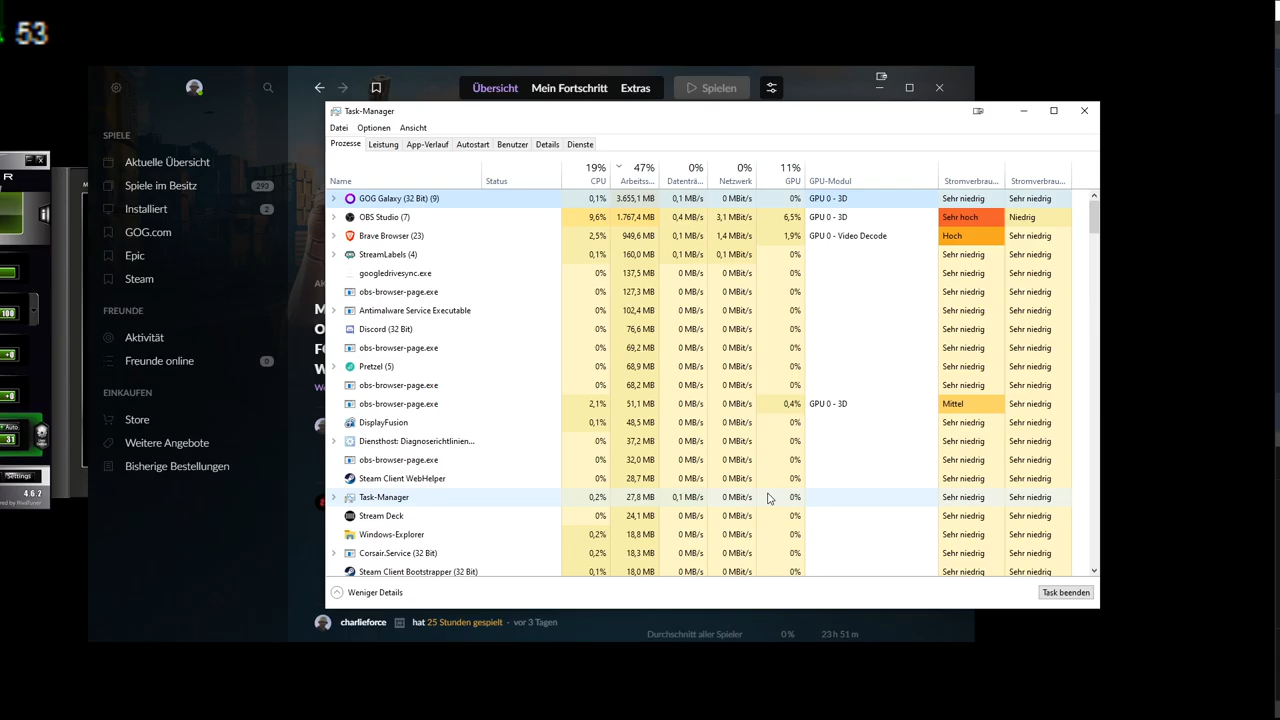 53
Übersicht Mein Fortschritt Extras Spielen
SPIELE
Aktuelle Übersicht
Spiele im Besitz 293
Installiert 2
GOG.com
Epic
Steam
FREUNDE
Aktivität
Freunde online 0
EINKAUFEN
Store
Weitere Angebote
Bisherige Bestellungen
R
100
+0
+0
Auto
31
Settings
4.6.2
Task-Manager
Datei Optionen Ansicht
Prozesse Leistung App-Verlauf Autostart Benutzer Details Dienste
19% 47% 0% 0% 11%
Name Status CPU Arbeitss... Datenträ... Netzwerk GPU GPU-Modul Stromverbrau... Stromverbrau...
GOG Galaxy (32 Bit) (9) 0,1% 3.655,1 MB 0,1 MB/s 0 MBit/s 0% GPU 0 - 3D Sehr niedrig Sehr niedrig
OBS Studio (7) 9,6% 1.767,4 MB 0,4 MB/s 3,1 MBit/s 6,5% GPU 0 - 3D Sehr hoch Niedrig
Brave Browser (23) 2,5% 949,6 MB 0,1 MB/s 1,4 MBit/s 1,9% GPU 0 - Video Decode Hoch Sehr niedrig
StreamLabels (4) 0,1% 160,0 MB 0,1 MB/s 0,1 MBit/s 0% Sehr niedrig Sehr niedrig
googledrivesync.exe 0% 137,5 MB 0 MB/s 0 MBit/s 0% Sehr niedrig Sehr niedrig
obs-browser-page.exe 0% 127,3 MB 0 MB/s 0 MBit/s 0% Sehr niedrig Sehr niedrig
Antimalware Service Executable 0% 102,4 MB 0 MB/s 0 MBit/s 0% Sehr niedrig Sehr niedrig
Discord (32 Bit) 0% 76,6 MB 0 MB/s 0 MBit/s 0% Sehr niedrig Sehr niedrig
obs-browser-page.exe 0% 69,2 MB 0 MB/s 0 MBit/s 0% Sehr niedrig Sehr niedrig
Pretzel (5) 0% 68,9 MB 0 MB/s 0 MBit/s 0% Sehr niedrig Sehr niedrig
obs-browser-page.exe 0% 68,2 MB 0 MB/s 0 MBit/s 0% Sehr niedrig Sehr niedrig
obs-browser-page.exe 2,1% 51,1 MB 0 MB/s 0 MBit/s 0,4% GPU 0 - 3D Mittel Sehr niedrig
DisplayFusion 0,1% 48,5 MB 0 MB/s 0 MBit/s 0% Sehr niedrig Sehr niedrig
Diensthost: Diagnoserichtlinien... 0% 37,2 MB 0 MB/s 0 MBit/s 0% Sehr niedrig Sehr niedrig
obs-browser-page.exe 0% 32,0 MB 0 MB/s 0 MBit/s 0% Sehr niedrig Sehr niedrig
Steam Client WebHelper 0% 28,7 MB 0 MB/s 0 MBit/s 0% Sehr niedrig Sehr niedrig
Task-Manager 0,2% 27,8 MB 0,1 MB/s 0 MBit/s 0% Sehr niedrig Sehr niedrig
Stream Deck 0% 24,1 MB 0 MB/s 0 MBit/s 0% Sehr niedrig Sehr niedrig
Windows-Explorer 0,2% 18,8 MB 0 MB/s 0 MBit/s 0% Sehr niedrig Sehr niedrig
Corsair.Service (32 Bit) 0,2% 18,3 MB 0 MB/s 0 MBit/s 0% Sehr niedrig Sehr niedrig
Steam Client Bootstrapper (32 Bit) 0,1% 18,0 MB 0 MB/s 0 MBit/s 0% Sehr niedrig Sehr niedrig
Weniger Details Task beenden
charlieforce hat 25 Stunden gespielt - vor 3 Tagen
Durchschnitt aller Spieler 0% 23 h 51 m